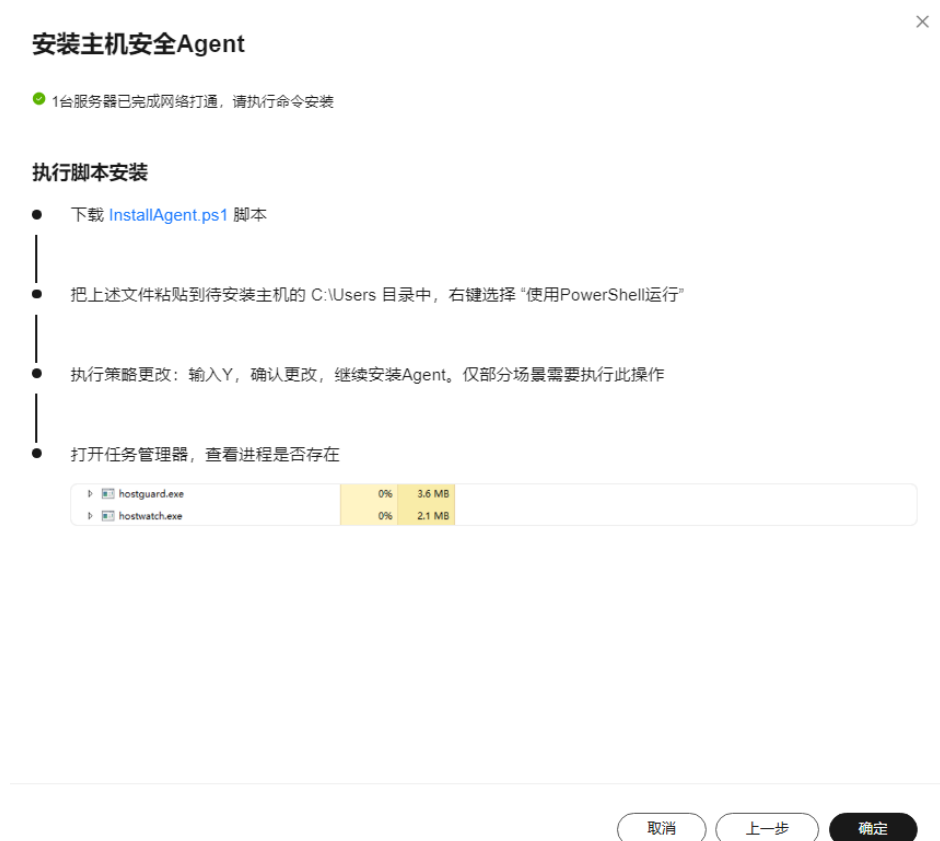 安装主机安全Agent
1台服务器已完成网络打通，请执行命令安装
执行脚本安装
下载 InstallAgent.ps1 脚本
把上述文件粘贴到待安装主机的 C:\Users 目录中，右键选择 “使用PowerShell运行”
执行策略更改：输入Y，确认更改，继续安装Agent。仅部分场景需要执行此操作
打开任务管理器，查看进程是否存在
hostguard.exe 0% 3.6 MB
hostwatch.exe 0% 2.1 MB
取消 上一步 确定